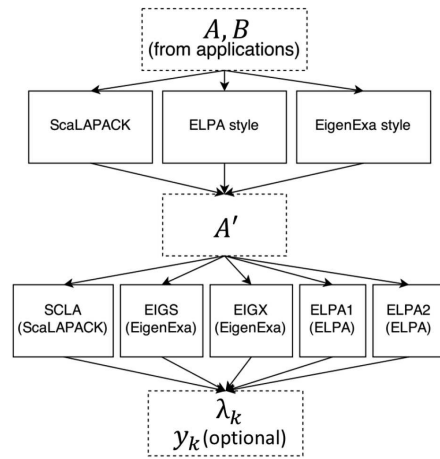 A, B
(from applications)
ScaLAPACK
ELPA style
EigenExa style
A′
SCLA
(ScaLAPACK)
EIGS
(EigenExa)
EIGX
(EigenExa)
ELPA1
(ELPA)
ELPA2
(ELPA)
λₖ
yₖ(optional)